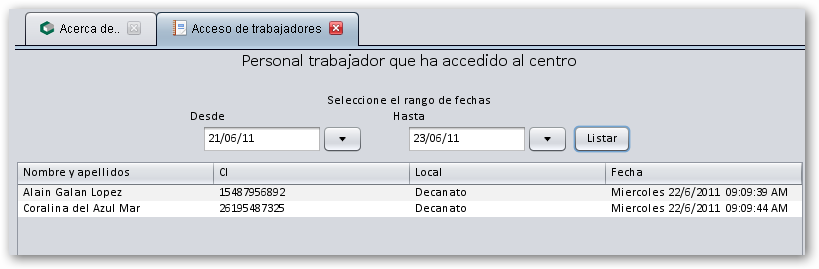 Acerca de.. Acceso de trabajadores
Personal trabajador que ha accedido al centro
Seleccione el rango de fechas
Desde Hasta
21/06/11 23/06/11 Listar
Nombre y apellidos CI Local Fecha
Alain Galan Lopez 15487956892 Decanato Miercoles 22/6/2011 09:09:39 AM
Coralina del Azul Mar 26195487325 Decanato Miercoles 22/6/2011 09:09:44 AM